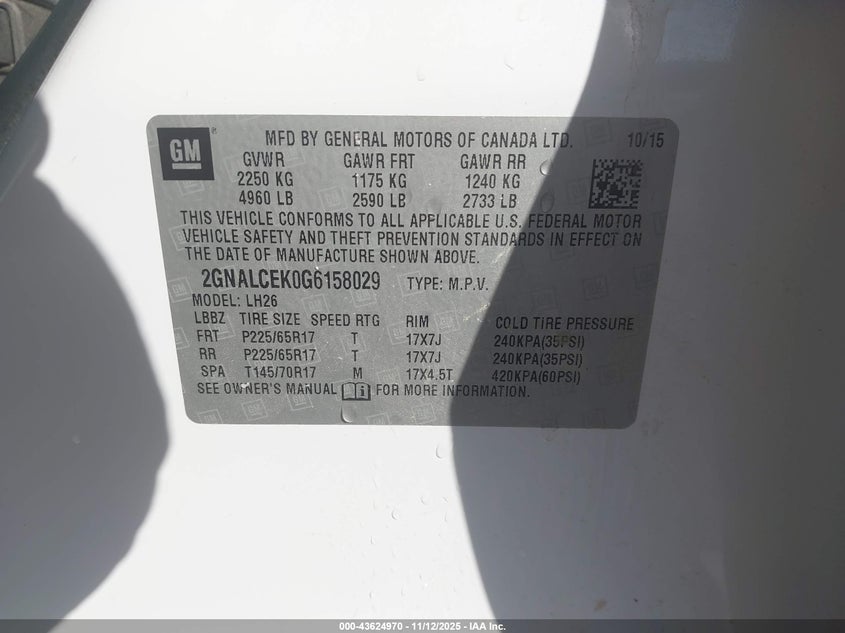 GM
MFD BY GENERAL MOTORS OF CANADA LTD. 10/15
GVWR GAWR FRT GAWR RR
2250 KG 1175 KG 1240 KG
4960 LB 2590 LB 2733 LB
THIS VEHICLE CONFORMS TO ALL APPLICABLE U.S. FEDERAL MOTOR
VEHICLE SAFETY AND THEFT PREVENTION STANDARDS IN EFFECT ON
THE DATE OF MANUFACTURE SHOWN ABOVE.
2GNALCEK0G6158029 TYPE: M.P.V.
MODEL: LH26
LBBZ TIRE SIZE SPEED RTG RIM COLD TIRE PRESSURE
FRT P225/65R17 T 17X7J 240KPA(35PSI)
RR P225/65R17 T 17X7J 240KPA(35PSI)
SPA T145/70R17 M 17X4.5T 420KPA(60PSI)
SEE OWNER'S MANUAL FOR MORE INFORMATION.
000-43624970 - 11/12/2025 - IAA Inc.